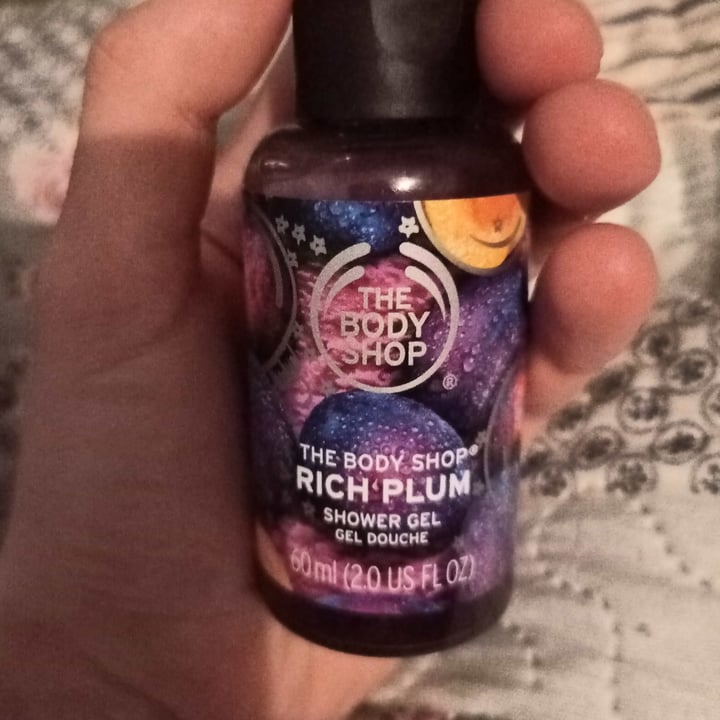 THE
BODY
SHOP
®
THE BODY SHOP®
RICH PLUM
SHOWER GEL
GEL DOUCHE
60 ml (2.0 US FL OZ)